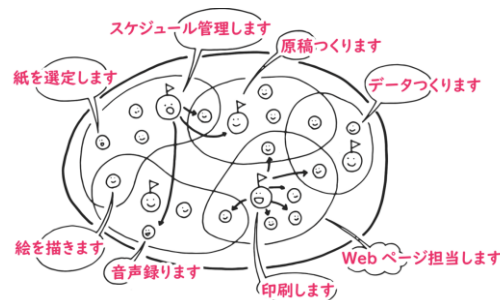 スケジュール管理します
原稿つくります
紙を選定します
データつくります
絵を描きます
音声録ります
印刷します
Webページ担当します